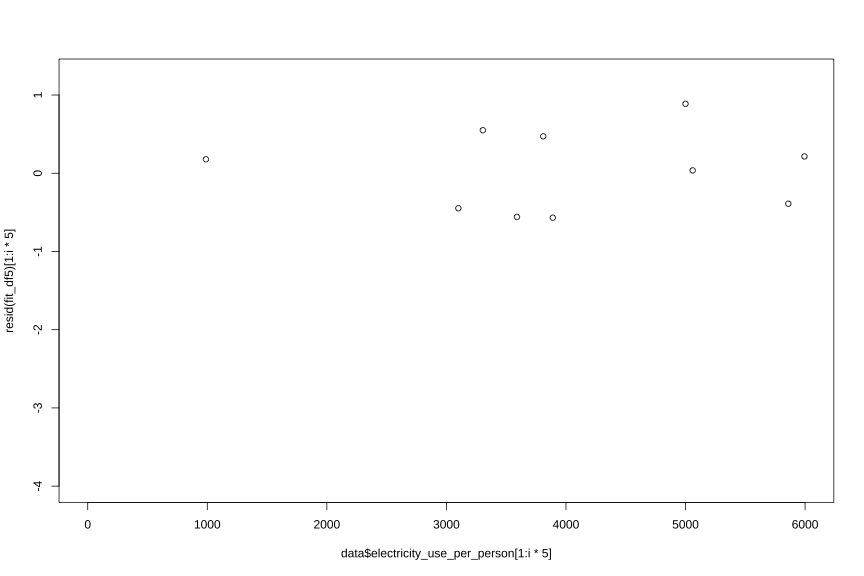 1
0
-1
-2
-3
-4
resid(fit_df5)[1:i * 5]
0 1000 2000 3000 4000 5000 6000
data$electricity_use_per_person[1:i * 5]